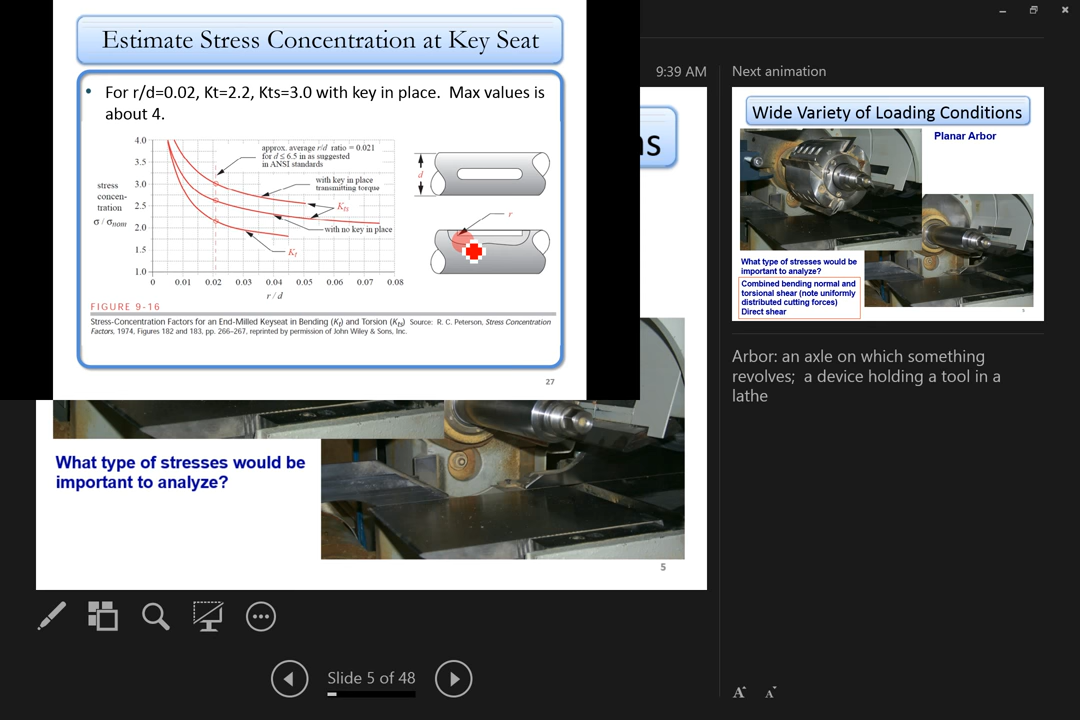 Estimate Stress Concentration at Key Seat
• For r/d=0.02, Kt=2.2, Kts=3.0 with key in place. Max values is
about 4.
4.0
3.5
3.0
2.5
2.0
1.5
1.0
stress
concen-
tration
σ / σnom
approx. average r/d ratio = 0.021
for d ≤ 6.5 in as suggested
in ANSI standards
with key in place
transmitting torque
Kts
with no key in place
Kt
0 0.01 0.02 0.03 0.04 0.05 0.06 0.07 0.08
r / d
d
r
FIGURE 9-16
Stress-Concentration Factors for an End-Milled Keyseat in Bending (Kt) and Torsion (Kts) Source: R. C. Peterson, Stress Concentration
Factors, 1974, Figures 182 and 183, pp. 266–267, reprinted by permission of John Wiley & Sons, Inc.
27
9:39 AM
ns
What type of stresses would be
important to analyze?
5
Slide 5 of 48
Next animation
Wide Variety of Loading Conditions
Planar Arbor
What type of stresses would be
important to analyze?
Combined bending normal and
torsional shear (note uniformly
distributed cutting forces)
Direct shear
5
Arbor: an axle on which something
revolves; a device holding a tool in a
lathe
A A